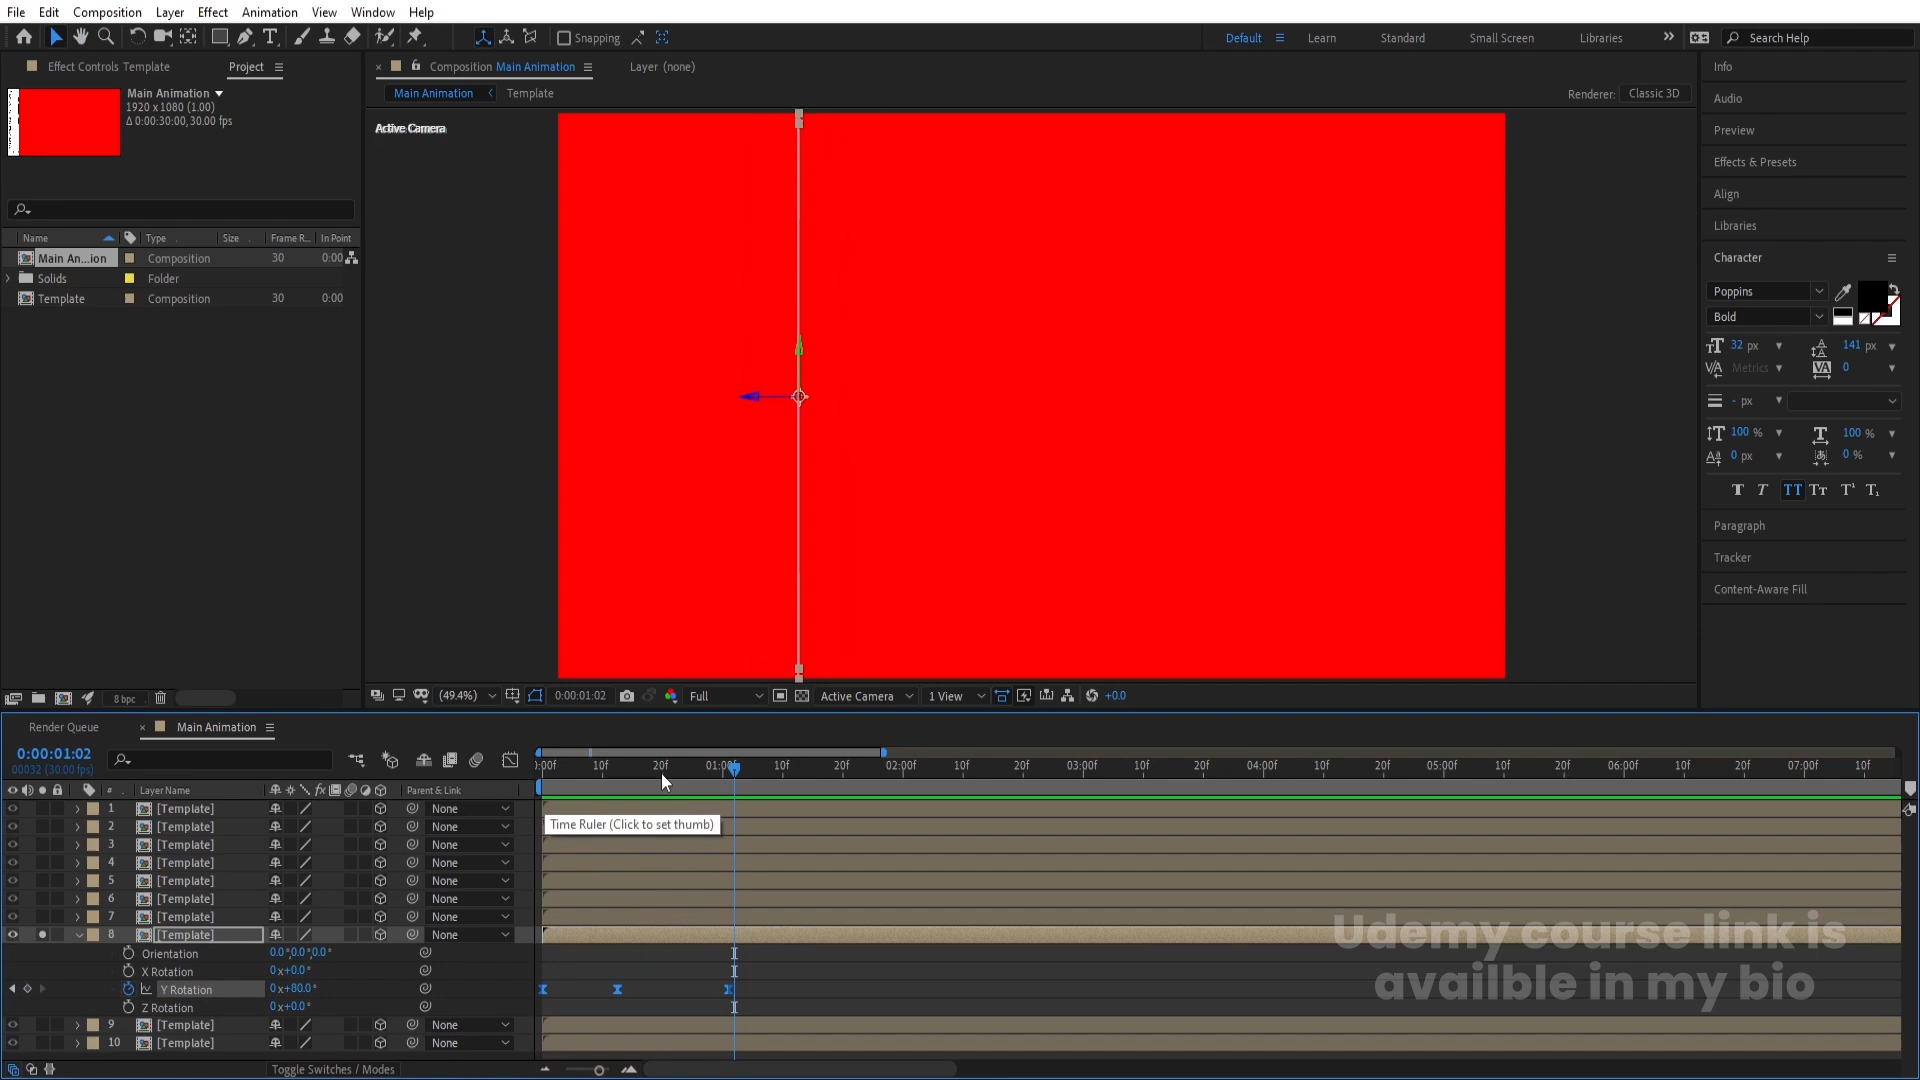 File Edit Composition Layer Effect Animation View Window Help
Snapping
Default Learn Standard Small Screen Libraries Search Help
Effect Controls Template Project
Composition Main Animation Layer (none)
Info
Main Animation
1920 x 1080 (1.00)
Δ 0:00:30:00, 30.00 fps
Main Animation Template
Renderer: Classic 3D
Active Camera
Audio
Preview
Effects & Presets
Align
Libraries
Character
Name Type Size Frame R... In Point
Main An...ion Composition 30 0:00
Solids Folder
Template Composition 30 0:00
Poppins
Bold
32 px 141 px
Metrics 0
- px
100 % 100 %
0 px 0 %
T T TT Tт T¹ T₁
Paragraph
Tracker
Content-Aware Fill
8 bpc
(49.4%) 0:00:01:02 Full Active Camera 1 View +0.0
Render Queue Main Animation
0:00:01:02
00032 (30.00 fps)
:00f 10f 20f 01:00f 10f 20f 02:00f 10f 20f 03:00f 10f 20f 04:00f 10f 20f 05:00f 10f 20f 06:00f 10f 20f 07:00f 10f
# Layer Name fx Parent & Link
1 [Template] None
2 [Template] None
Time Ruler (Click to set thumb)
3 [Template] None
4 [Template] None
5 [Template] None
6 [Template] None
7 [Template] None
8 [Template] None
Orientation 0.0°,0.0°,0.0°
X Rotation 0 x+0.0°
Y Rotation 0 x+80.0°
Z Rotation 0 x+0.0°
9 [Template] None
10 [Template] None
Toggle Switches / Modes
Udemy course link is
availble in my bio